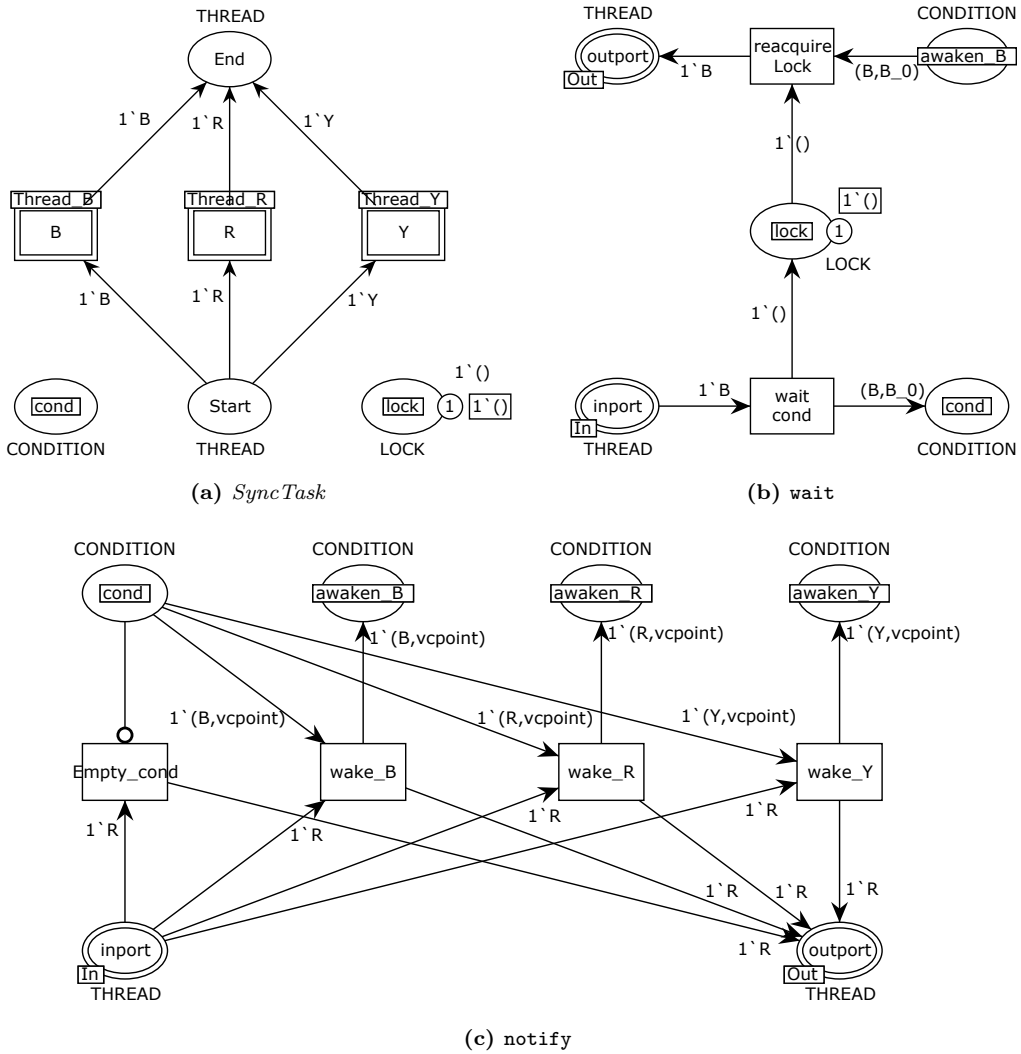 THREAD
End
1`B
1`R
1`Y
Thread_B
Thread_R
Thread_Y
B
R
Y
1`B
1`R
1`Y
1`()
cond
Start
lock
1
1`()
CONDITION
THREAD
LOCK
(a) SyncTask
THREAD
CONDITION
outport
reacquire
Lock
awaken_B
Out
1`B
(B,B_0)
1`()
1`()
lock
1
LOCK
1`()
inport
1`B
wait
cond
(B,B_0)
cond
In
THREAD
CONDITION
(b) wait
CONDITION
CONDITION
CONDITION
CONDITION
cond
awaken_B
awaken_R
awaken_Y
1`(B,vcpoint)
1`(R,vcpoint)
1`(Y,vcpoint)
1`(B,vcpoint)
1`(R,vcpoint)
1`(Y,vcpoint)
Empty_cond
wake_B
wake_R
wake_Y
1`R
1`R
1`R
1`R
1`R
1`R
1`R
1`R
inport
outport
In
Out
THREAD
THREAD
(c) notify